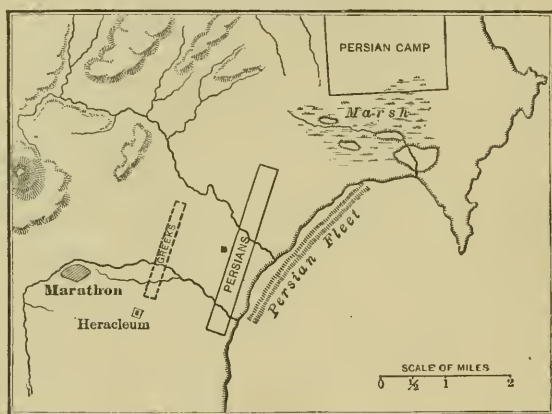 PERSIAN CAMP
Marsh
GREEKS
PERSIANS
Persian Fleet
Marathon
Heracleum
SCALE OF MILES
0 ½ 1 2